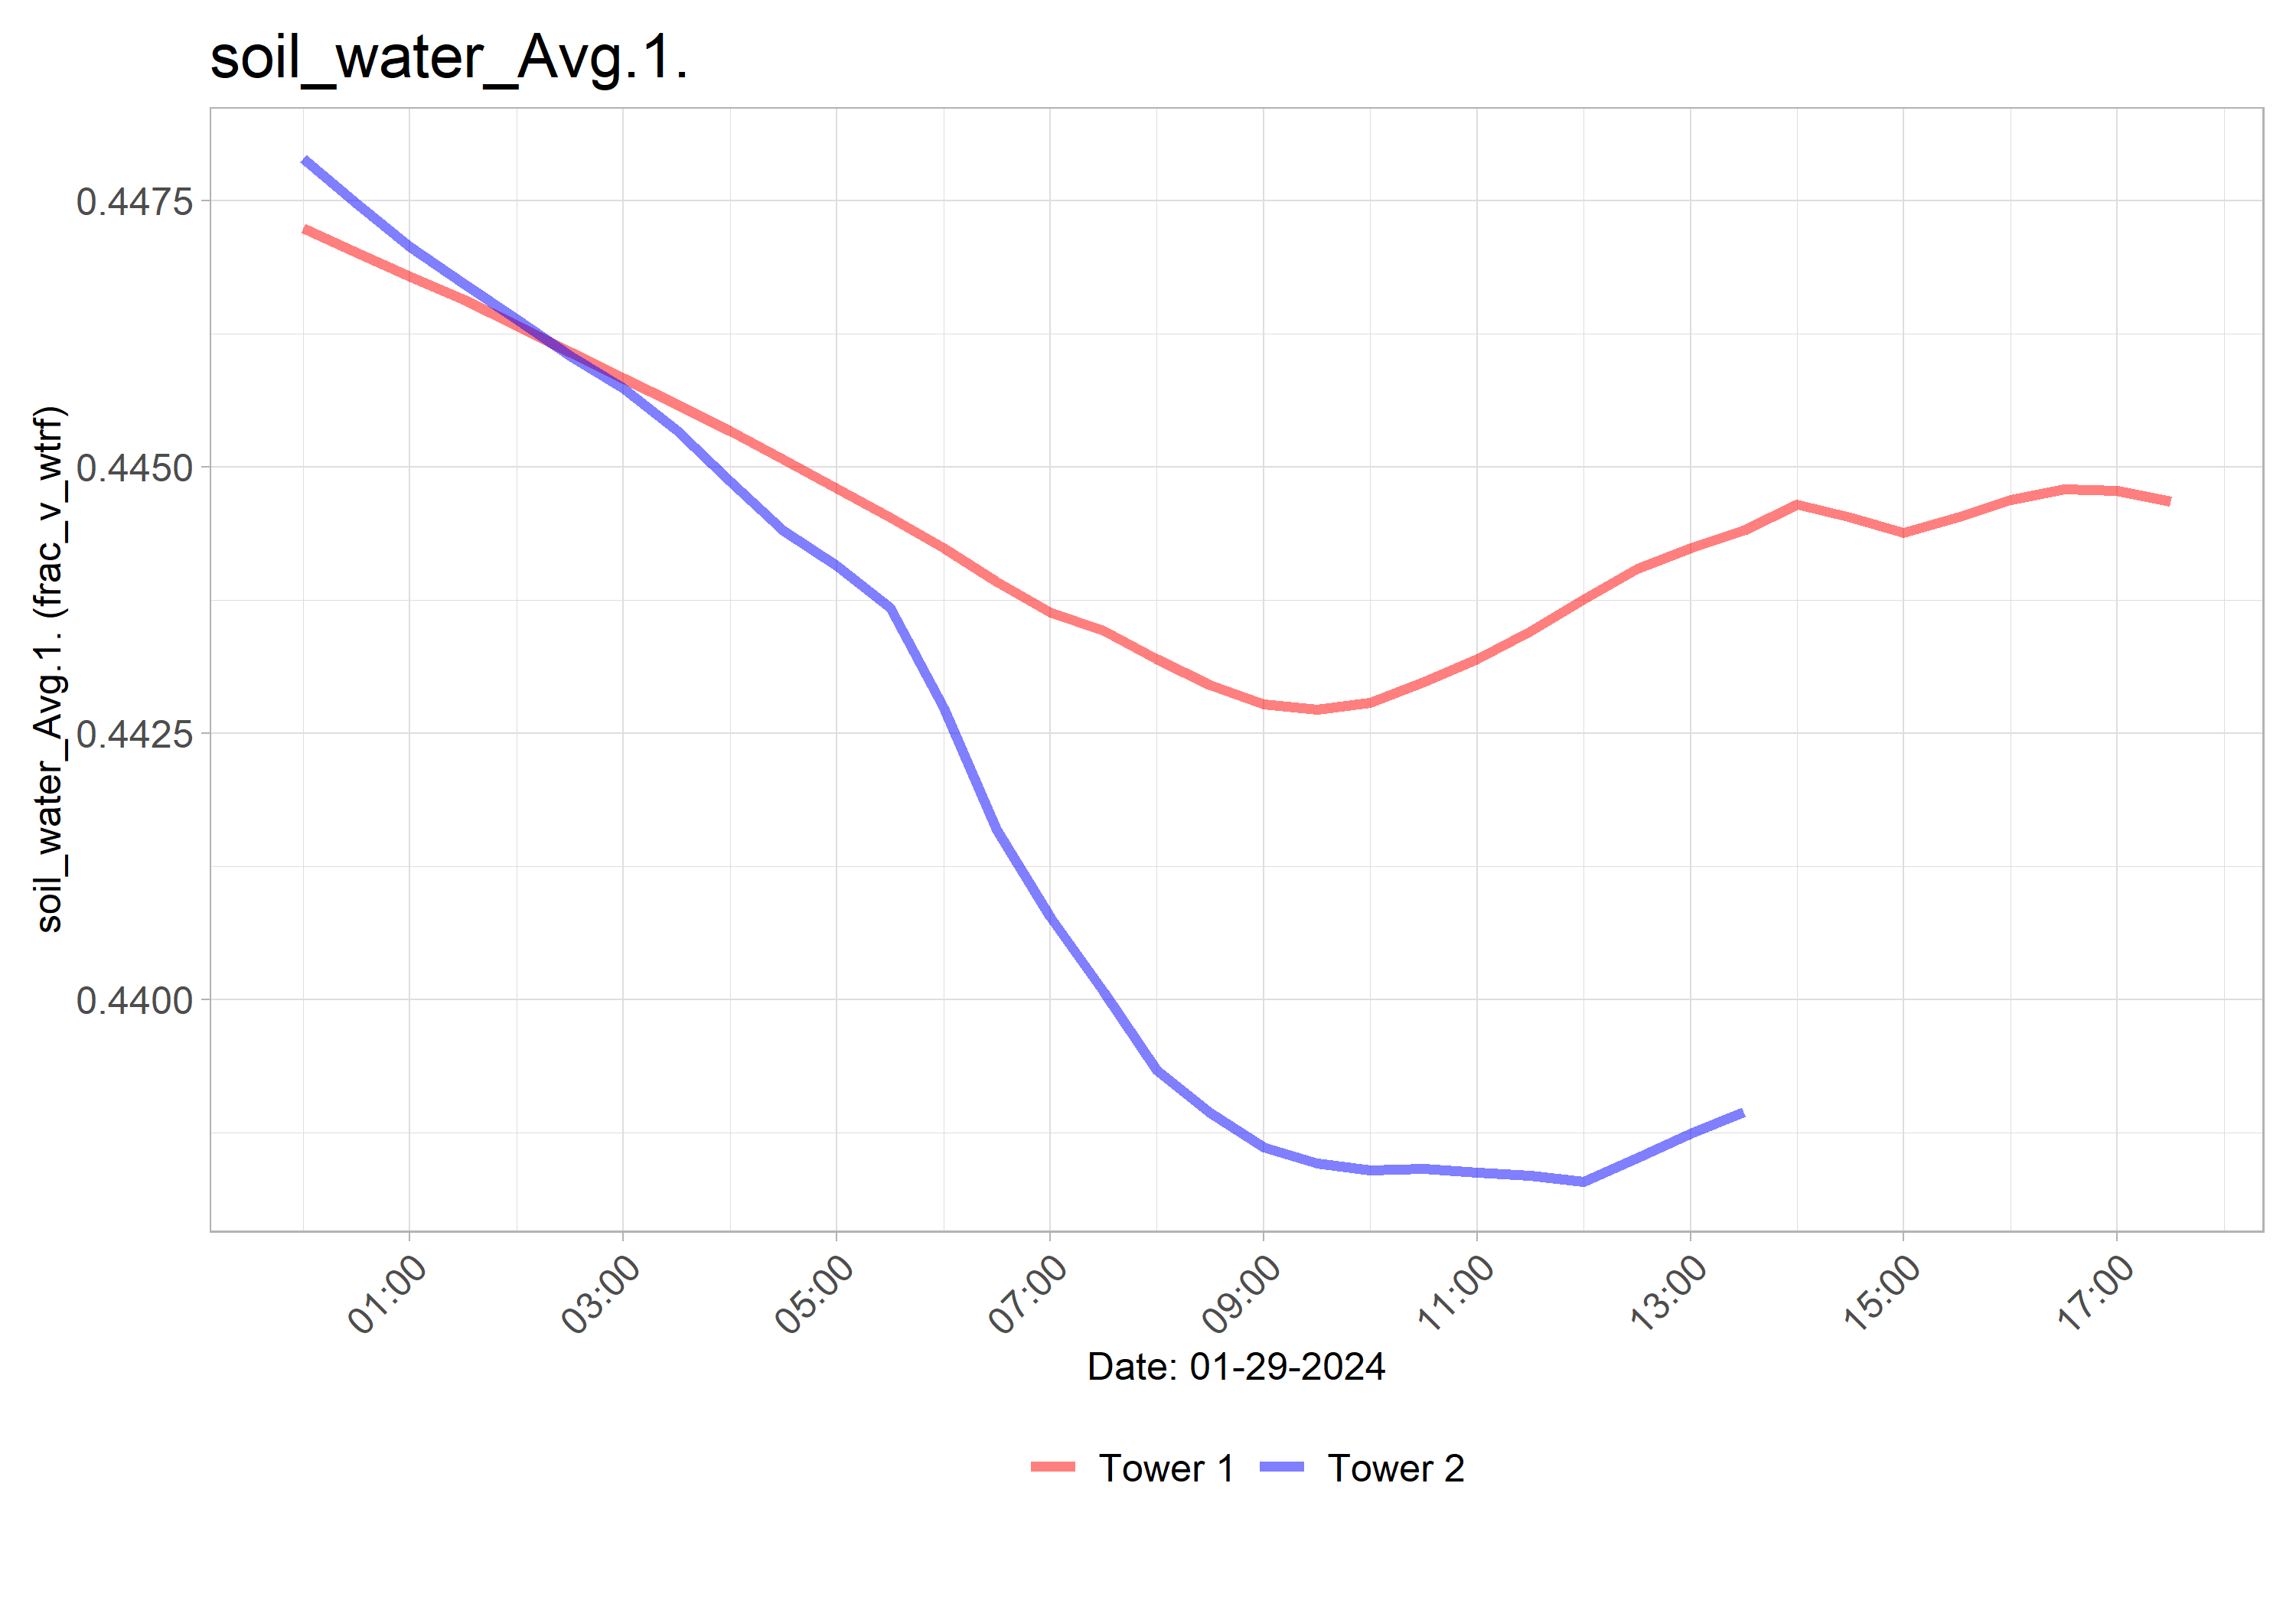 soil_water_Avg.1.
soil_water_Avg.1. (frac_v_wtrf)
0.4475
0.4450
0.4425
0.4400
01:00
03:00
05:00
07:00
09:00
11:00
13:00
15:00
17:00
Date: 01-29-2024
Tower 1
Tower 2